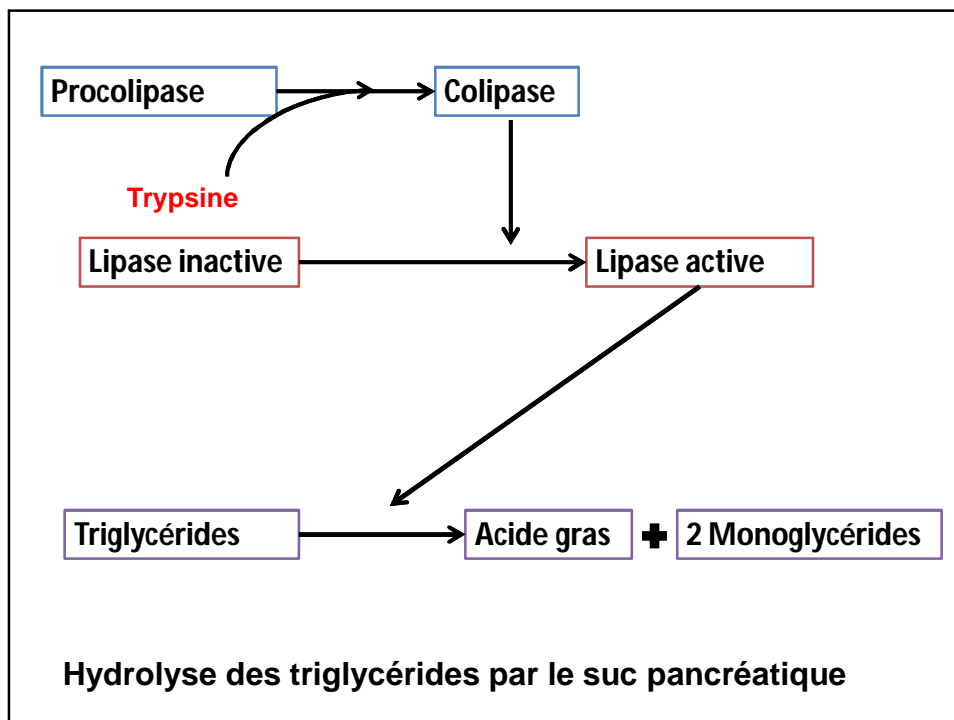 Procolipase
Colipase
Trypsine
Lipase inactive
Lipase active
Triglycérides
Acide gras + 2 Monoglycérides
Hydrolyse des triglycérides par le suc pancréatique